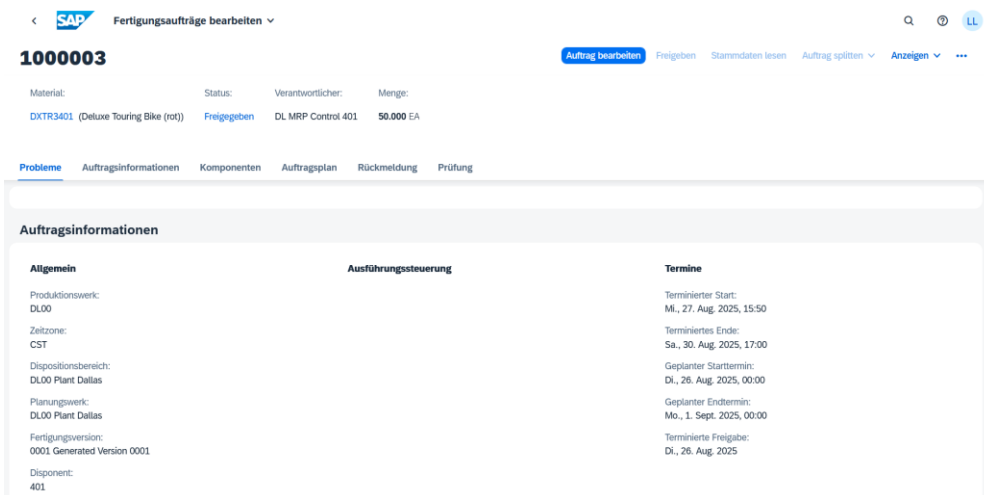 SAP Fertigungsaufträge bearbeiten
LL
1000003
Auftrag bearbeiten Freigeben Stammdaten lesen Auftrag splitten Anzeigen
Material: Status: Verantwortlicher: Menge:
DXTR3401 (Deluxe Touring Bike (rot)) Freigegeben DL MRP Control 401 50.000 EA
Probleme Auftragsinformationen Komponenten Auftragsplan Rückmeldung Prüfung
Auftragsinformationen
Allgemein
Produktionswerk:
DL00
Zeitzone:
CST
Dispositionsbereich:
DL00 Plant Dallas
Planungswerk:
DL00 Plant Dallas
Fertigungsversion:
0001 Generated Version 0001
Disponent:
401
Ausführungssteuerung
Termine
Terminierter Start:
Mi., 27. Aug. 2025, 15:50
Terminiertes Ende:
Sa., 30. Aug. 2025, 17:00
Geplanter Starttermin:
Di., 26. Aug. 2025, 00:00
Geplanter Endtermin:
Mo., 1. Sept. 2025, 00:00
Terminierte Freigabe:
Di., 26. Aug. 2025